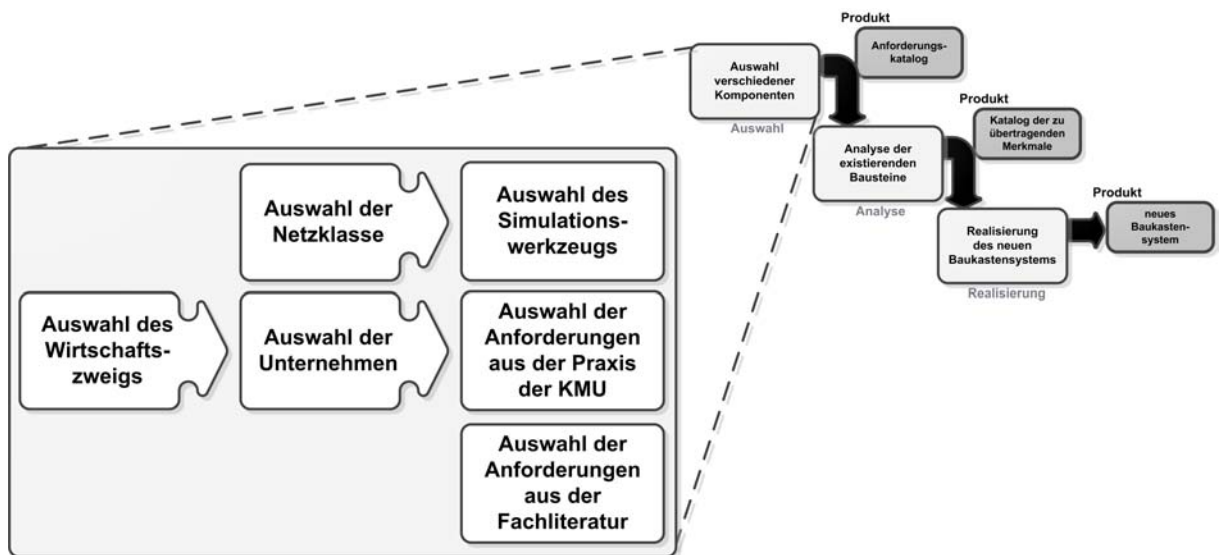 Produkt
Anforderungs-
katalog
Auswahl
verschiedener
Komponenten
Auswahl
Produkt
Katalog der zu
übertragenden
Merkmale
Analyse der
existierenden
Bausteine
Analyse
Produkt
neues
Baukasten-
system
Realisierung
des neuen
Baukastensystems
Realisierung
Auswahl der
Netzklasse
Auswahl des
Simulations-
werkzeugs
Auswahl des
Wirtschafts-
zweigs
Auswahl der
Unternehmen
Auswahl der
Anforderungen
aus der Praxis
der KMU
Auswahl der
Anforderungen
aus der
Fachliteratur